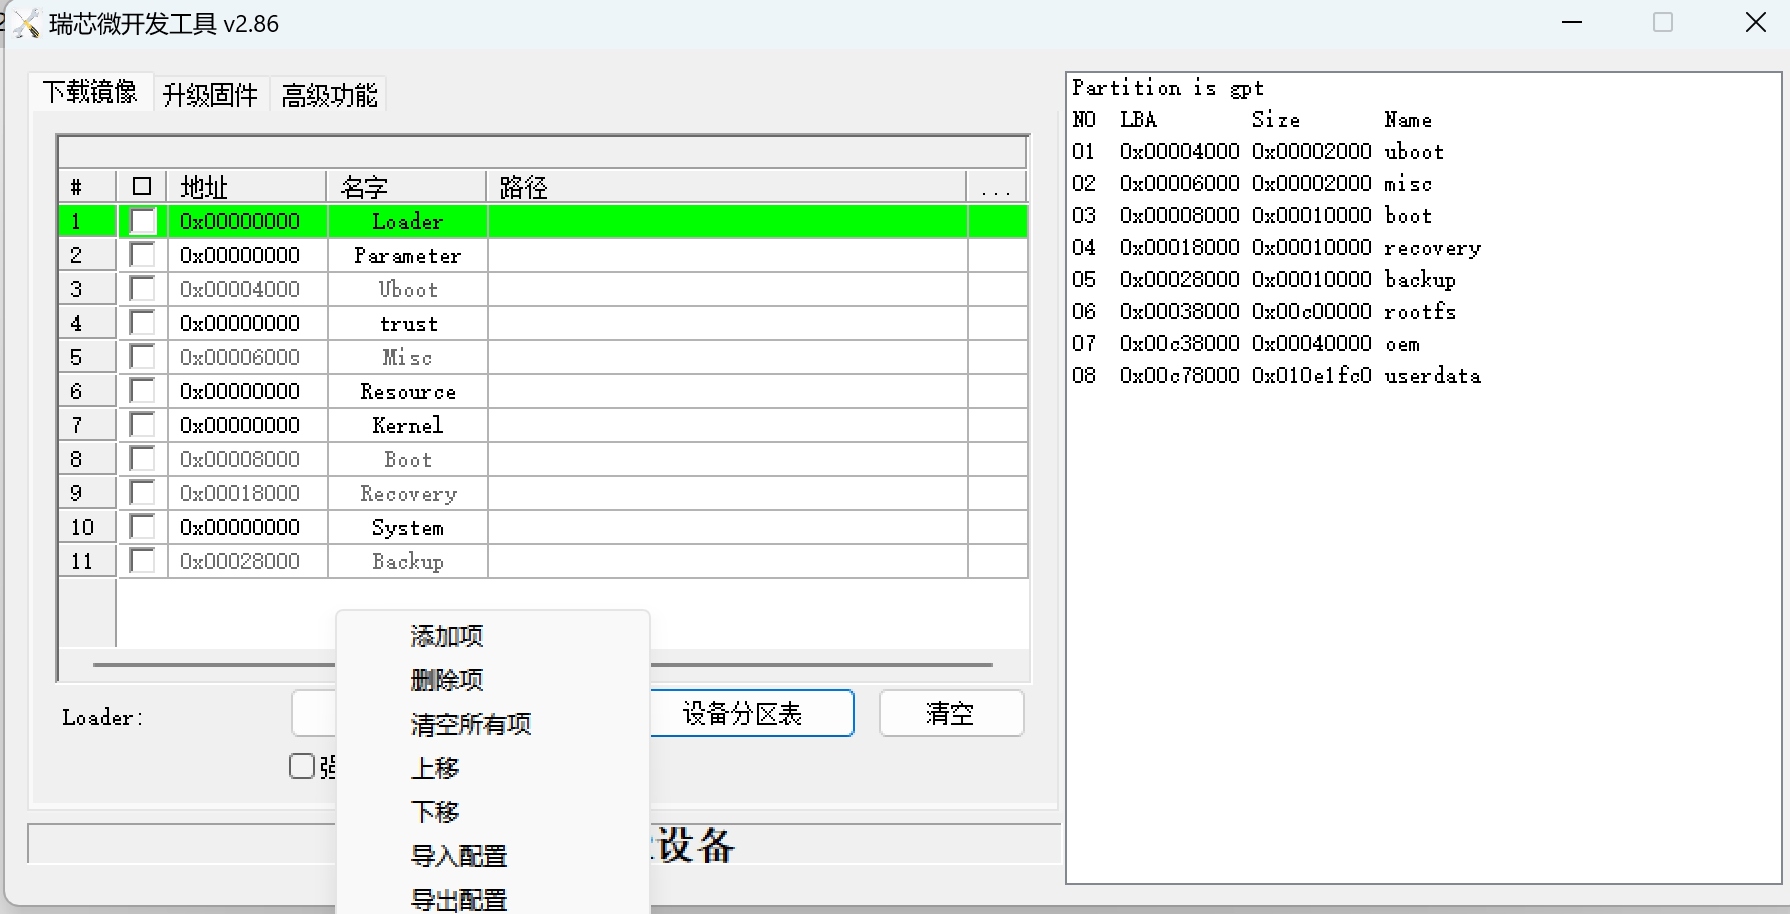 瑞芯微开发工具 v2.86
下载镜像 升级固件 高级功能
# 地址 名字 路径 ...
1 0x00000000 Loader
2 0x00000000 Parameter
3 0x00004000 Uboot
4 0x00000000 trust
5 0x00006000 Misc
6 0x00000000 Resource
7 0x00000000 Kernel
8 0x00008000 Boot
9 0x00018000 Recovery
10 0x00000000 System
11 0x00028000 Backup
添加项
删除项
清空所有项
上移
下移
导入配置
导出配置
Loader:
设备分区表 清空
设备
Partition is gpt
NO LBA Size Name
01 0x00004000 0x00002000 uboot
02 0x00006000 0x00002000 misc
03 0x00008000 0x00010000 boot
04 0x00018000 0x00010000 recovery
05 0x00028000 0x00010000 backup
06 0x00038000 0x00c00000 rootfs
07 0x00c38000 0x00040000 oem
08 0x00c78000 0x010e1fc0 userdata